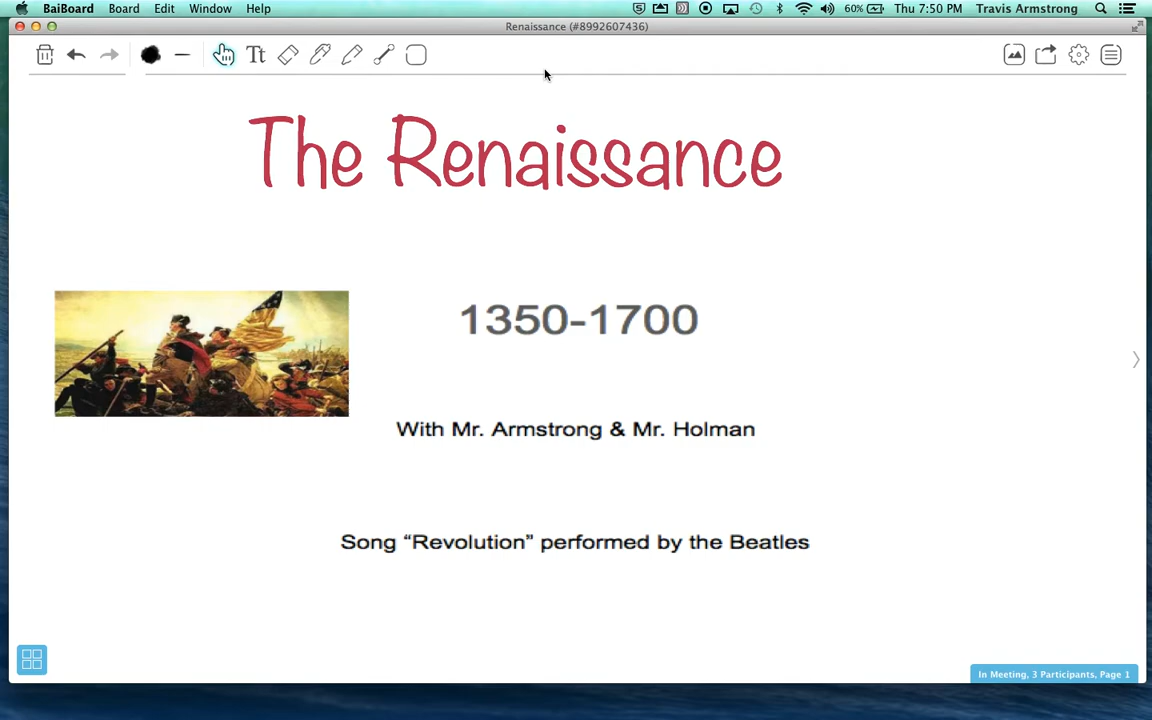 BaiBoard Board Edit Window Help 60% Thu 7:50 PM Travis Armstrong
Renaissance (#8992607436)
Tt
The Renaissance
1350-1700
With Mr. Armstrong & Mr. Holman
Song “Revolution” performed by the Beatles
In Meeting, 3 Participants, Page 1